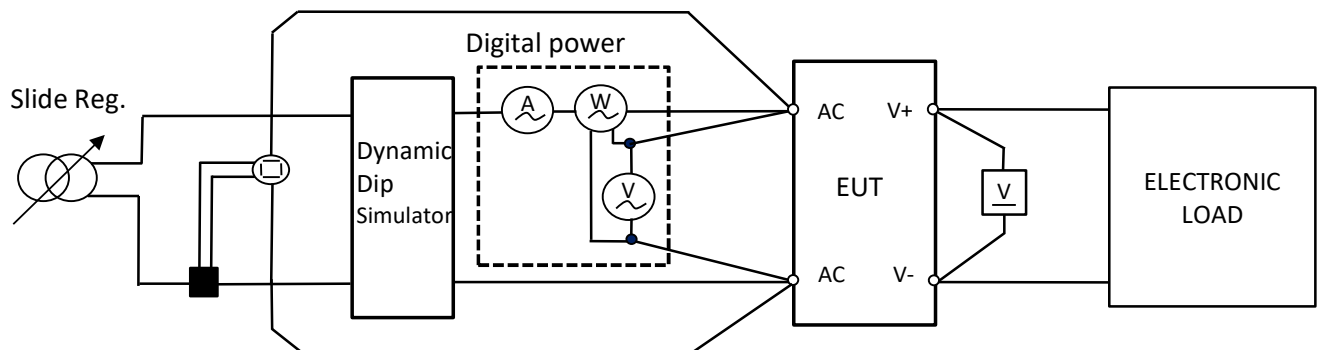 Digital power
Slide Reg.
A
W
V
Dynamic
Dip
Simulator
AC
V+
EUT
AC
V-
V
ELECTRONIC
LOAD